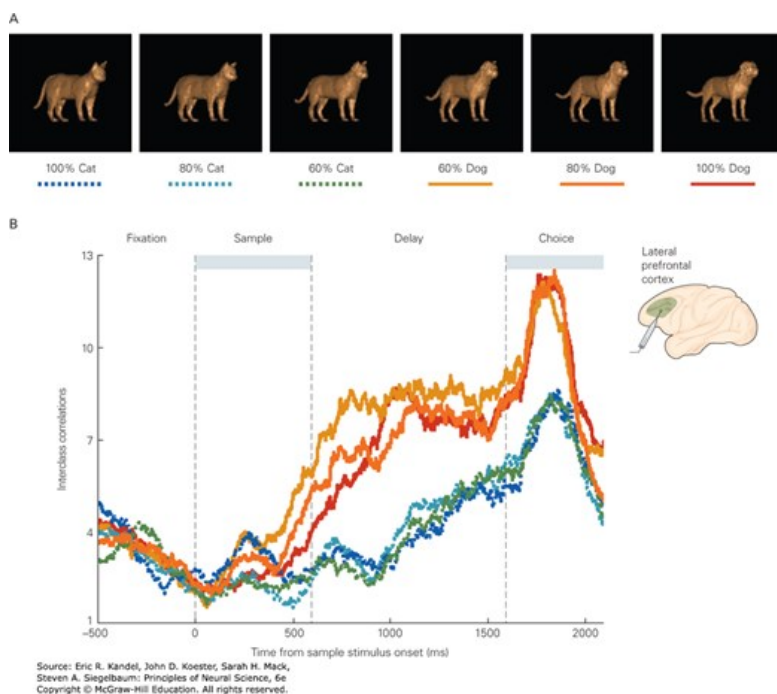 A
100% Cat
80% Cat
60% Cat
60% Dog
80% Dog
100% Dog
B
Fixation
Sample
Delay
Choice
Lateral
prefrontal
cortex
13
10
7
4
1
Interclass correlations
–500
0
500
1000
1500
2000
Time from sample stimulus onset (ms)
Source: Eric R. Kandel, John D. Koester, Sarah H. Mack,
Steven A. Siegelbaum: Principles of Neural Science, 6e
Copyright © McGraw-Hill Education. All rights reserved.